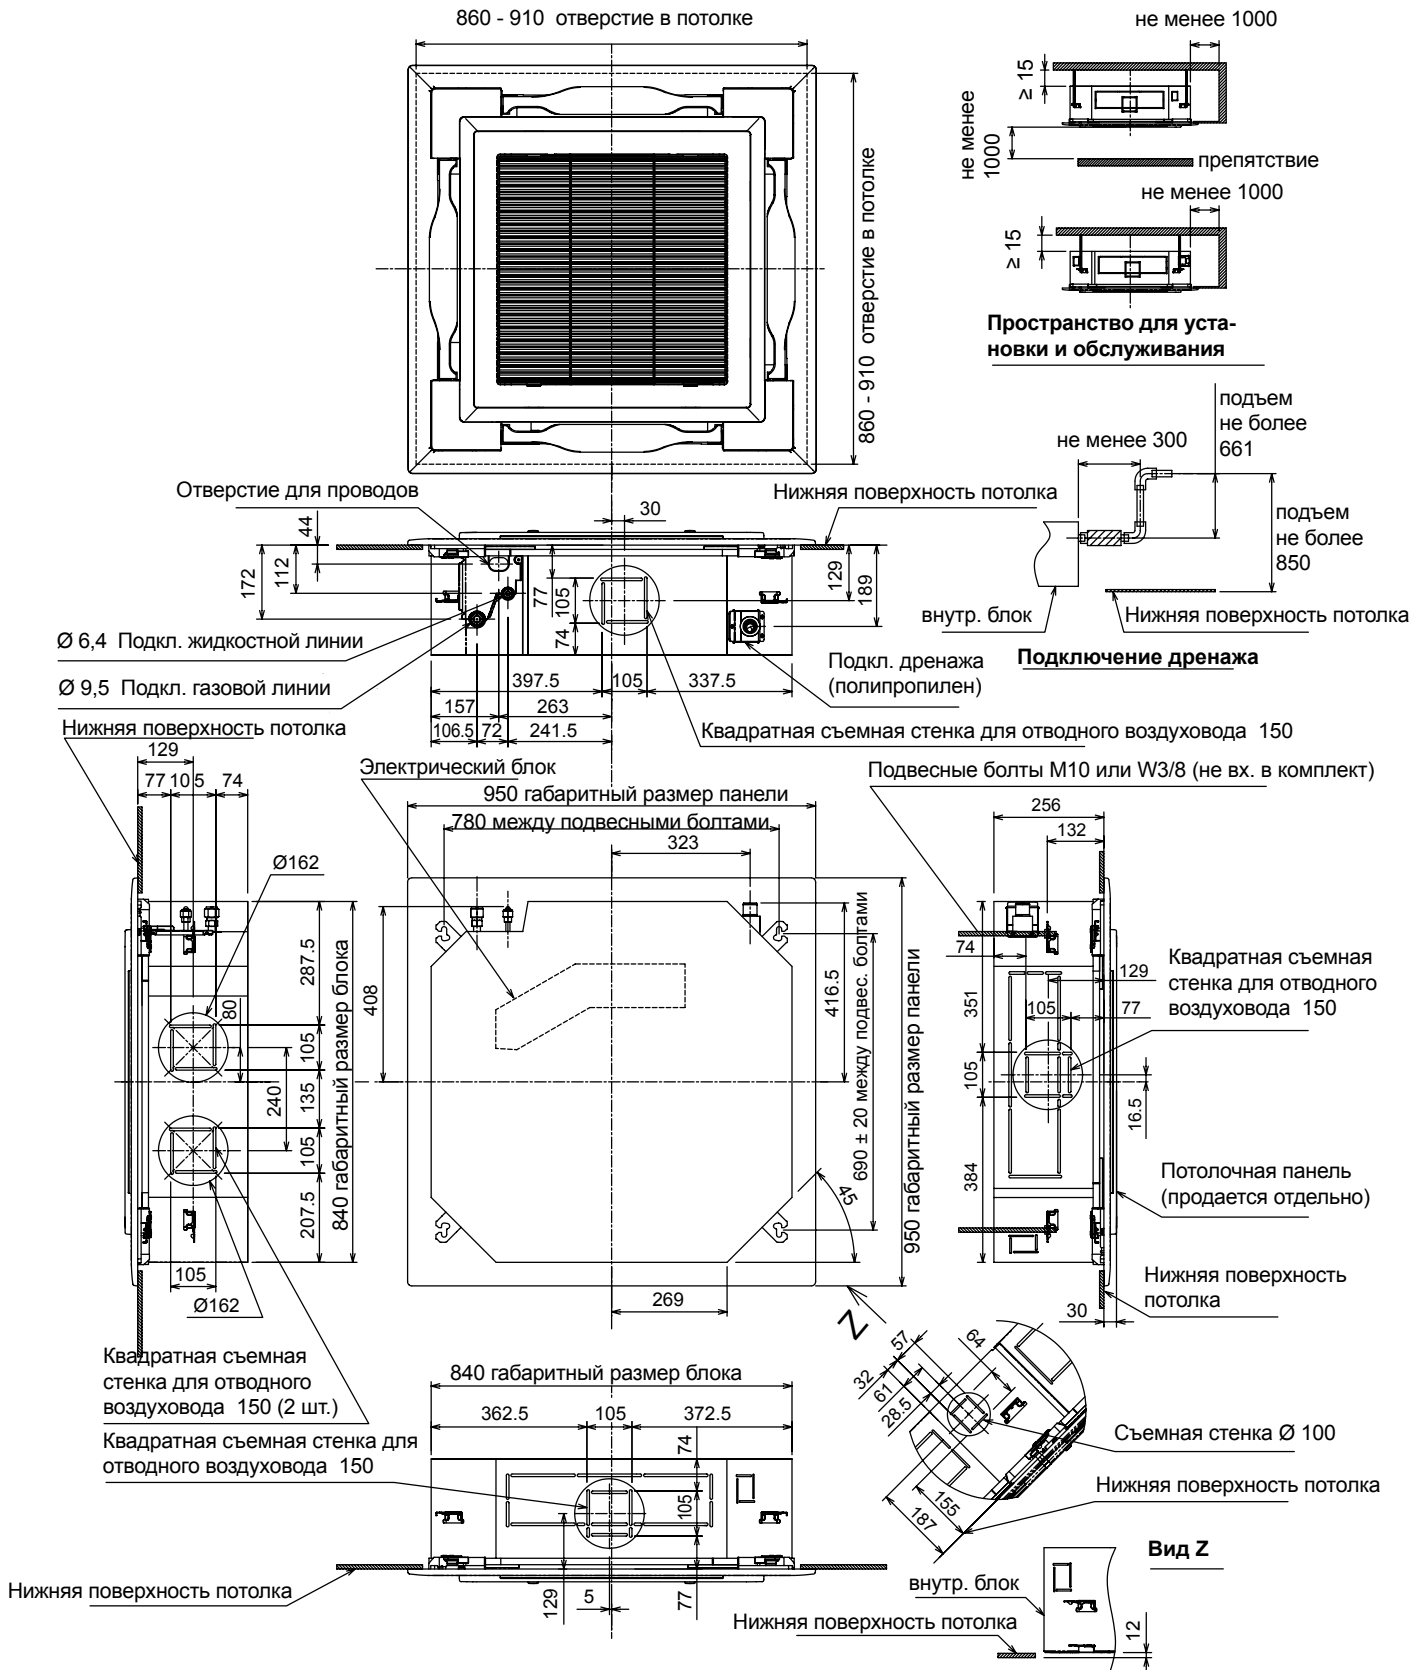 860 - 910 отверстие в потолке
860 - 910 отверстие в потолке
не менее 1000
≥ 15
не менее
1000
препятствие
не менее 1000
≥ 15
Пространство для уста-
новки и обслуживания
подъем
не более
661
не менее 300
подъем
не более
850
внутр. блок
Нижняя поверхность потолка
Подключение дренажа
Отверстие для проводов
30
Нижняя поверхность потолка
44
112
172
77
105
74
129
189
Ø 6,4 Подкл. жидкостной линии
Ø 9,5 Подкл. газовой линии
Подкл. дренажа
(полипропилен)
397.5
105
337.5
157
263
106.5
72
241.5
Квадратная съемная стенка для отводного воздуховода 150
Нижняя поверхность потолка
129
77
105
74
Ø162
287.5
80
105
135
240
105
207.5
840 габаритный размер блока
105
Ø162
Квадратная съемная
стенка для отводного
воздуховода 150 (2 шт.)
Электрический блок
950 габаритный размер панели
780 между подвесными болтами
323
408
416.5
690 ± 20 между подвес. болтами
950 габаритный размер панели
45
269
Z
Подвесные болты М10 или W3/8 (не вх. в комплект)
256
132
74
351
129
105
77
105
16.5
384
Квадратная съемная
стенка для отводного
воздуховода 150
Потолочная панель
(продается отдельно)
Нижняя поверхность
потолка
30
840 габаритный размер блока
362.5
105
372.5
Квадратная съемная стенка для
отводного воздуховода 150
74
105
77
129
5
Нижняя поверхность потолка
57
64
32
61
28.5
155
187
Съемная стенка Ø 100
Нижняя поверхность потолка
Вид Z
внутр. блок
Нижняя поверхность потолка
12